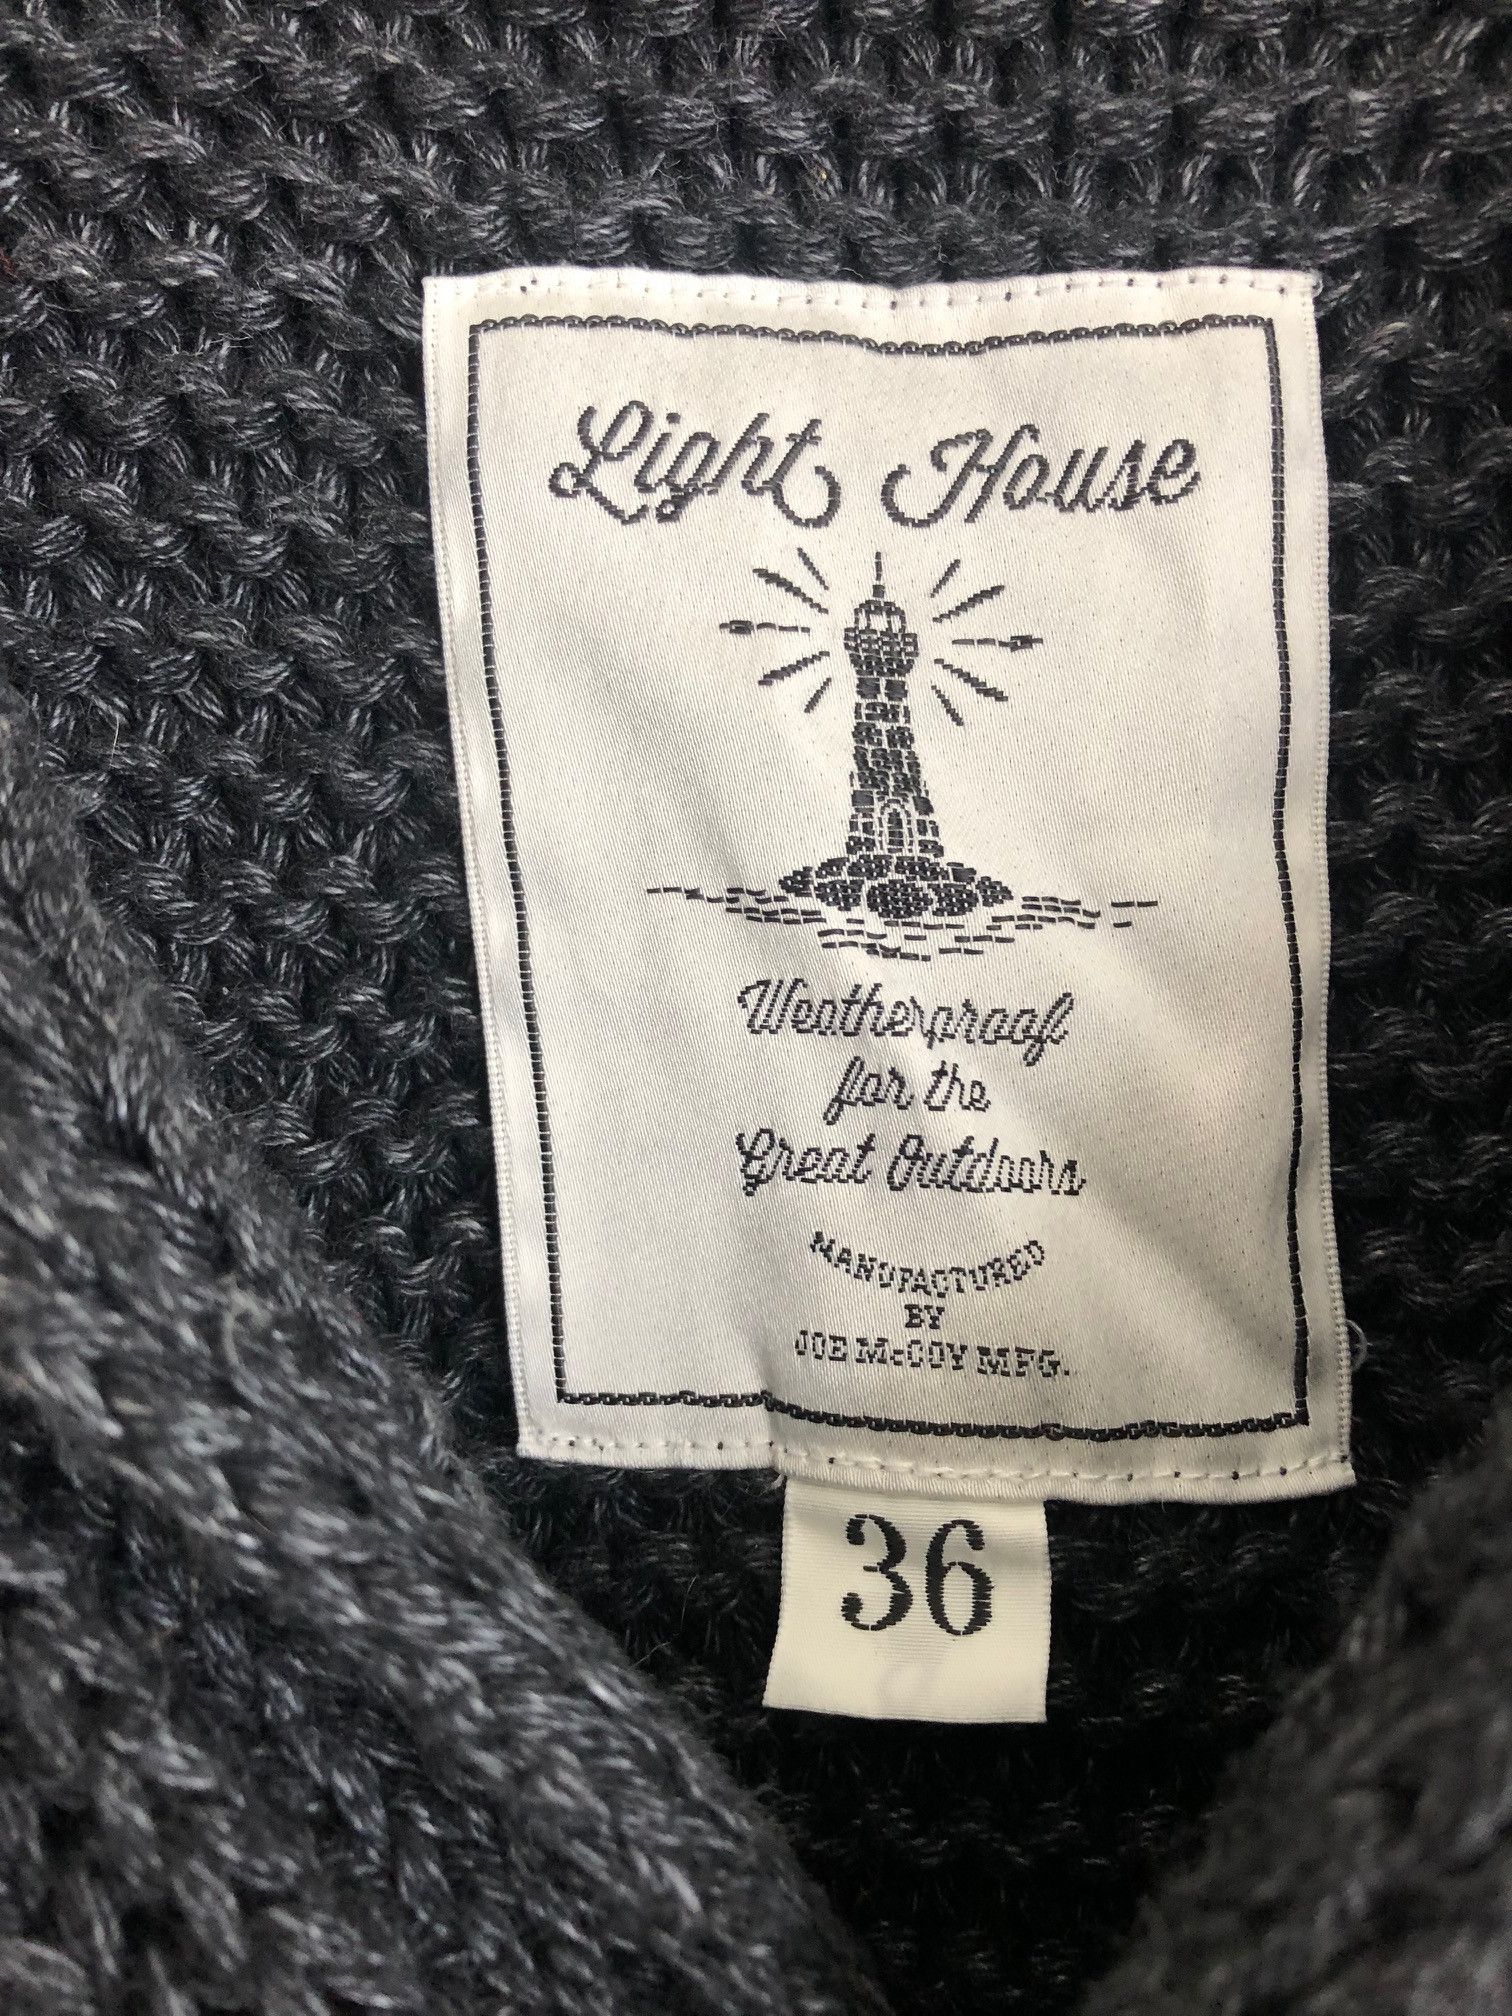 Light House
Weatherproof
for the
Great Outdoors
MANUFACTURED
BY
JOE McCOY MFG.
36